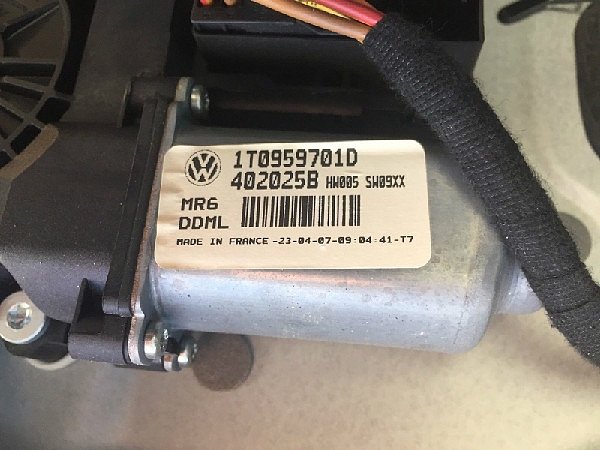 1T0959701D
402025B HW005 SW09XX
MR6
DDML
MADE IN FRANCE -23-04-07-09:04:41-T7